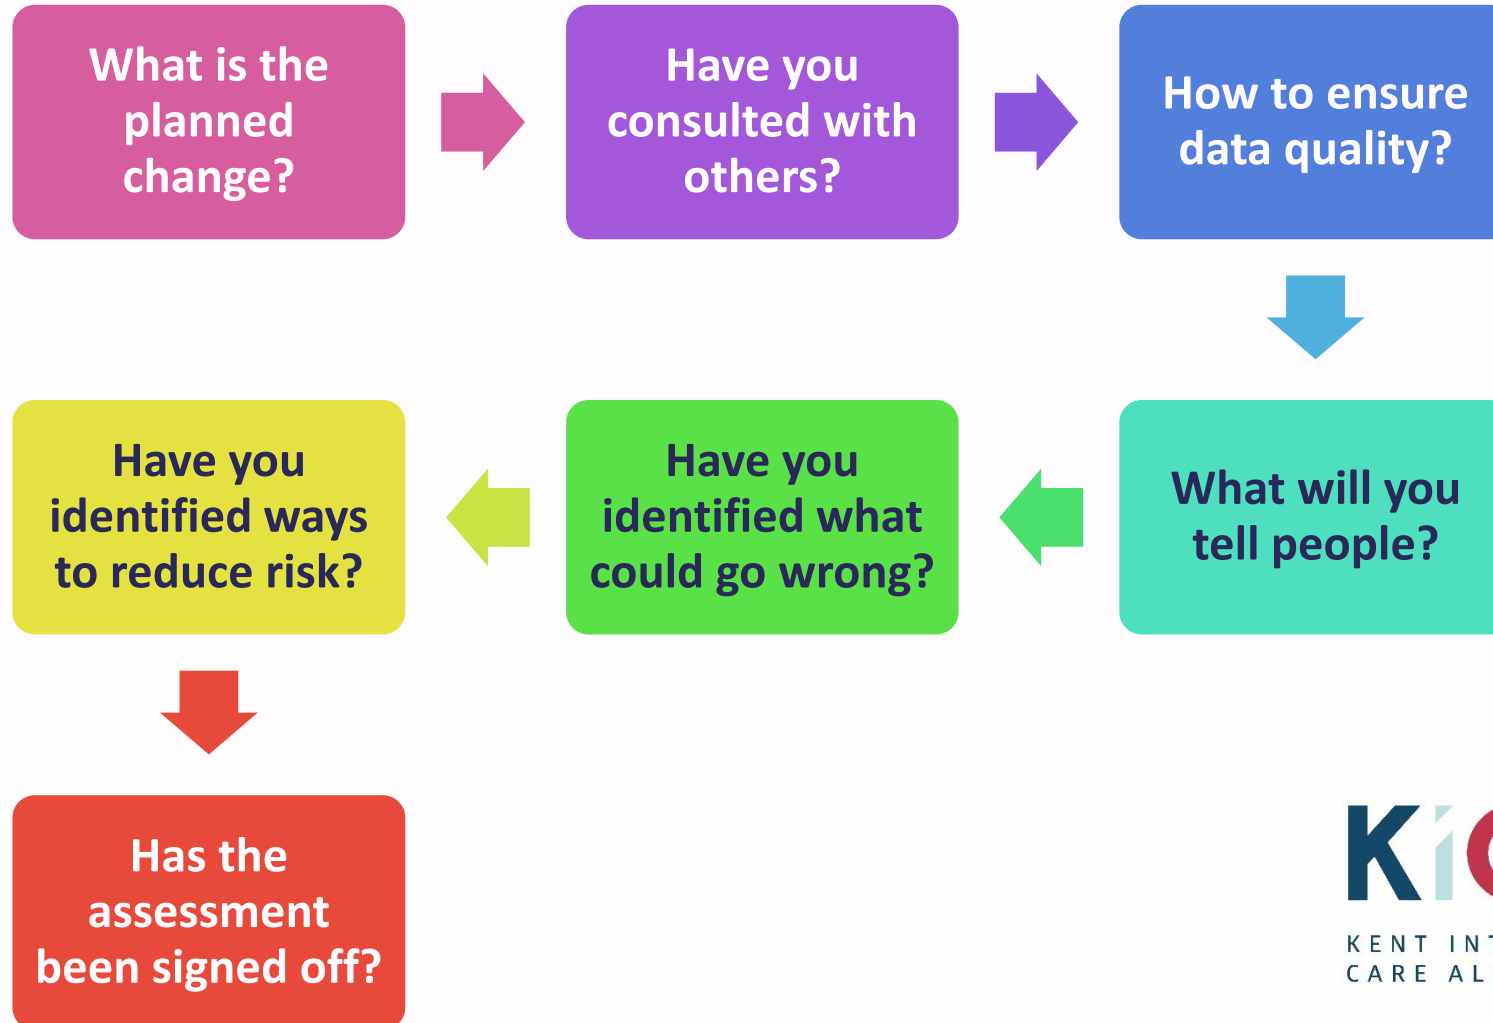 What is the
planned
change?
Have you
consulted with
others?
How to ensure
data quality?
What will you
tell people?
Have you
identified what
could go wrong?
Have you
identified ways
to reduce risk?
Has the
assessment
been signed off?
Ki
KENT
CARE